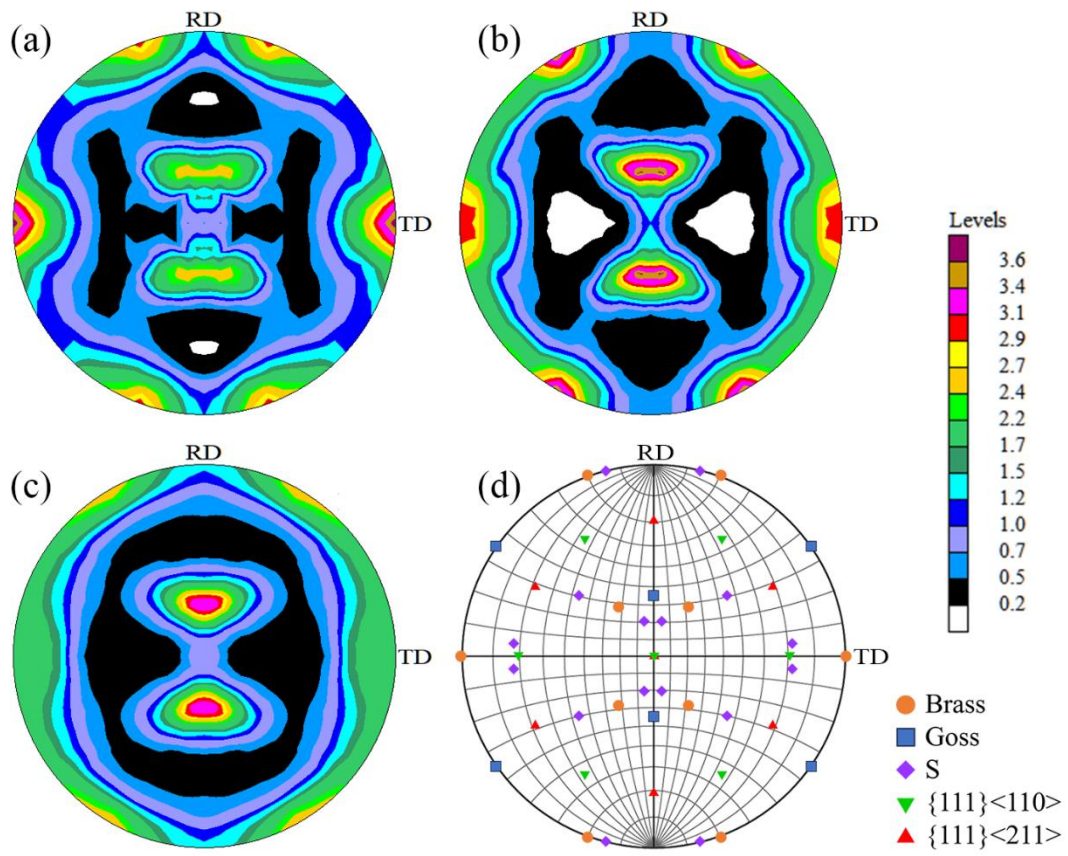 RD
(a)
TD
RD
(b)
TD
Levels
3.6
3.4
3.1
2.9
2.7
2.4
2.2
1.7
1.5
1.2
1.0
0.7
0.5
0.2
RD
(c)
TD
RD
(d)
TD
Brass
Goss
S
{111}<110>
{111}<211>